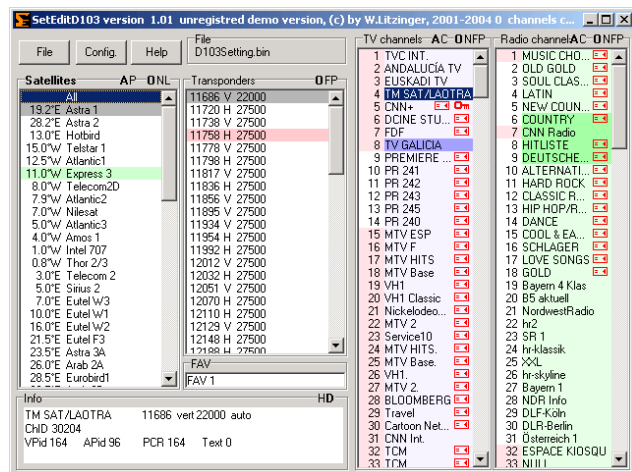 SetEditD103 version 1.01 unregistred demo version, (c) by W.Litzinger, 2001-2004 0 channels c...
File
Config.
Help
File
D103Setting.bin
Satellites AP ONL
All
19.2°E Astra 1
28.2°E Astra 2
13.0°E Hotbird
15.0°W Telstar 1
12.5°W Atlantic1
11.0°W Express 3
8.0°W Telecom2D
7.9°W Atlantic2
7.0°W Nilesat
5.0°W Atlantic3
4.0°W Amos 1
1.0°W Intel 707
0.8°W Thor 2/3
3.0°E Telecom 2
5.0°E Sirius 2
7.0°E Eutel W3
10.0°E Eutel W1
16.0°E Eutel W2
21.5°E Eutel F3
23.5°E Astra 3A
26.0°E Arab 2A
28.5°E Eurobird1
Transponders OFP
11686 V 22000
11720 H 27500
11738 V 27500
11758 H 27500
11778 V 27500
11798 H 27500
11817 V 27500
11836 H 27500
11856 V 27500
11895 V 27500
11934 V 27500
11954 H 27500
11992 H 27500
12012 V 27500
12032 H 27500
12051 V 27500
12070 H 27500
12110 H 27500
12129 V 27500
12148 H 27500
12188 H 27500
FAV
FAV 1
Info HD
TM SAT/LAOTRA 11686 vert 22000 auto
ChID 30204
VPid 164 APid 96 PCR 164 Text 0
TV channels AC ONFP
1 TVC INT.
2 ANDALUCÍA TV
3 EUSKADI TV
4 TM SAT/LAOTRA
5 CNN+
6 DCINE STU...
7 FDF
8 TV GALICIA
9 PREMIERE ...
10 PR 241
11 PR 242
12 PR 243
13 PR 245
14 PR 240
15 MTV ESP
16 MTV F
17 MTV HITS
18 MTV Base
19 VH1
20 VH1 Classic
21 Nickelodeo...
22 MTV 2
23 Service10
24 MTV HITS.
25 MTV Base.
26 VH1.
27 MTV 2.
28 BLOOMBERG
29 Travel
30 Cartoon Net...
31 CNN Int.
32 TCM
33 TCM
Radio channels AC ONFP
1 MUSIC CHO...
2 OLD GOLD
3 SOUL CLAS...
4 LATIN
5 NEW COUN...
6 COUNTRY
7 CNN Radio
8 HITLISTE
9 DEUTSCHE...
10 ALTERNATI...
11 HARD ROCK
12 CLASSIC R...
13 HIP HOP/R...
14 DANCE
15 COOL & EA...
16 SCHLAGER
17 LOVE SONGS
18 GOLD
19 Bayern 4 Klas
20 B5 aktuell
21 NordwestRadio
22 hr2
23 SR 1
24 hr-klassik
25 XXL
26 hr-skyline
27 Bayern 1
28 NDR Info
29 DLF-Köln
30 DLR-Berlin
31 Österreich 1
32 ESPACE KIOSQU
33 NULL